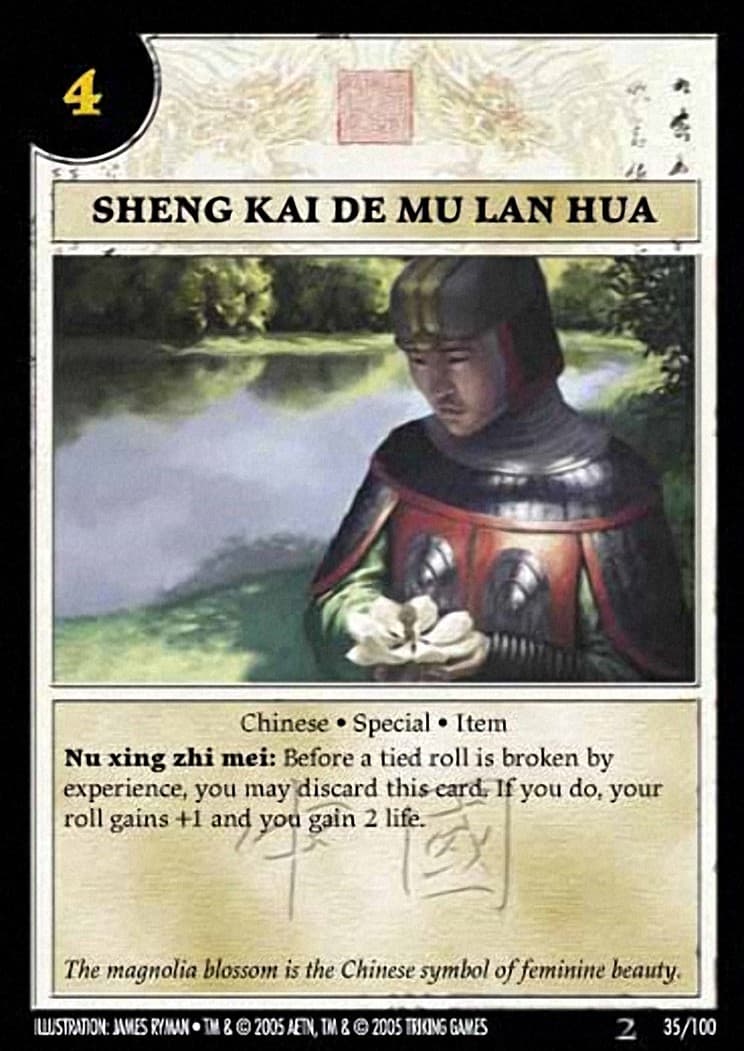 4
SHENG KAI DE MU LAN HUA
Chinese • Special • Item
Nu xing zhi mei: Before a tied roll is broken by
experience, you may discard this card. If you do, your
roll gains +1 and you gain 2 life.
中國
The magnolia blossom is the Chinese symbol of feminine beauty.
ILLUSTRATION: JAMES RYMAN • TM & © 2005 AETN, TM & © 2005 TRIKING GAMES
2 35/100